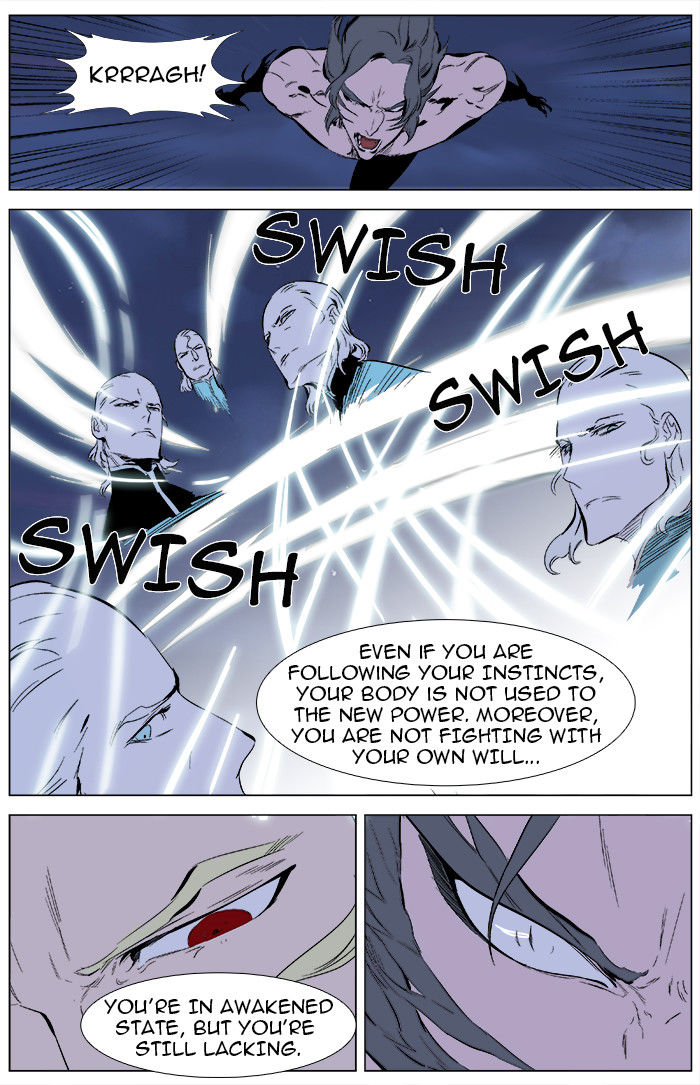 KRRRAGH!
SWISH
SWISH
SWISH
EVEN IF YOU ARE
FOLLOWING YOUR INSTINCTS,
YOUR BODY IS NOT USED TO
THE NEW POWER. MOREOVER,
YOU ARE NOT FIGHTING WITH
YOUR OWN WILL...
YOU'RE IN AWAKENED
STATE, BUT YOU'RE
STILL LACKING.